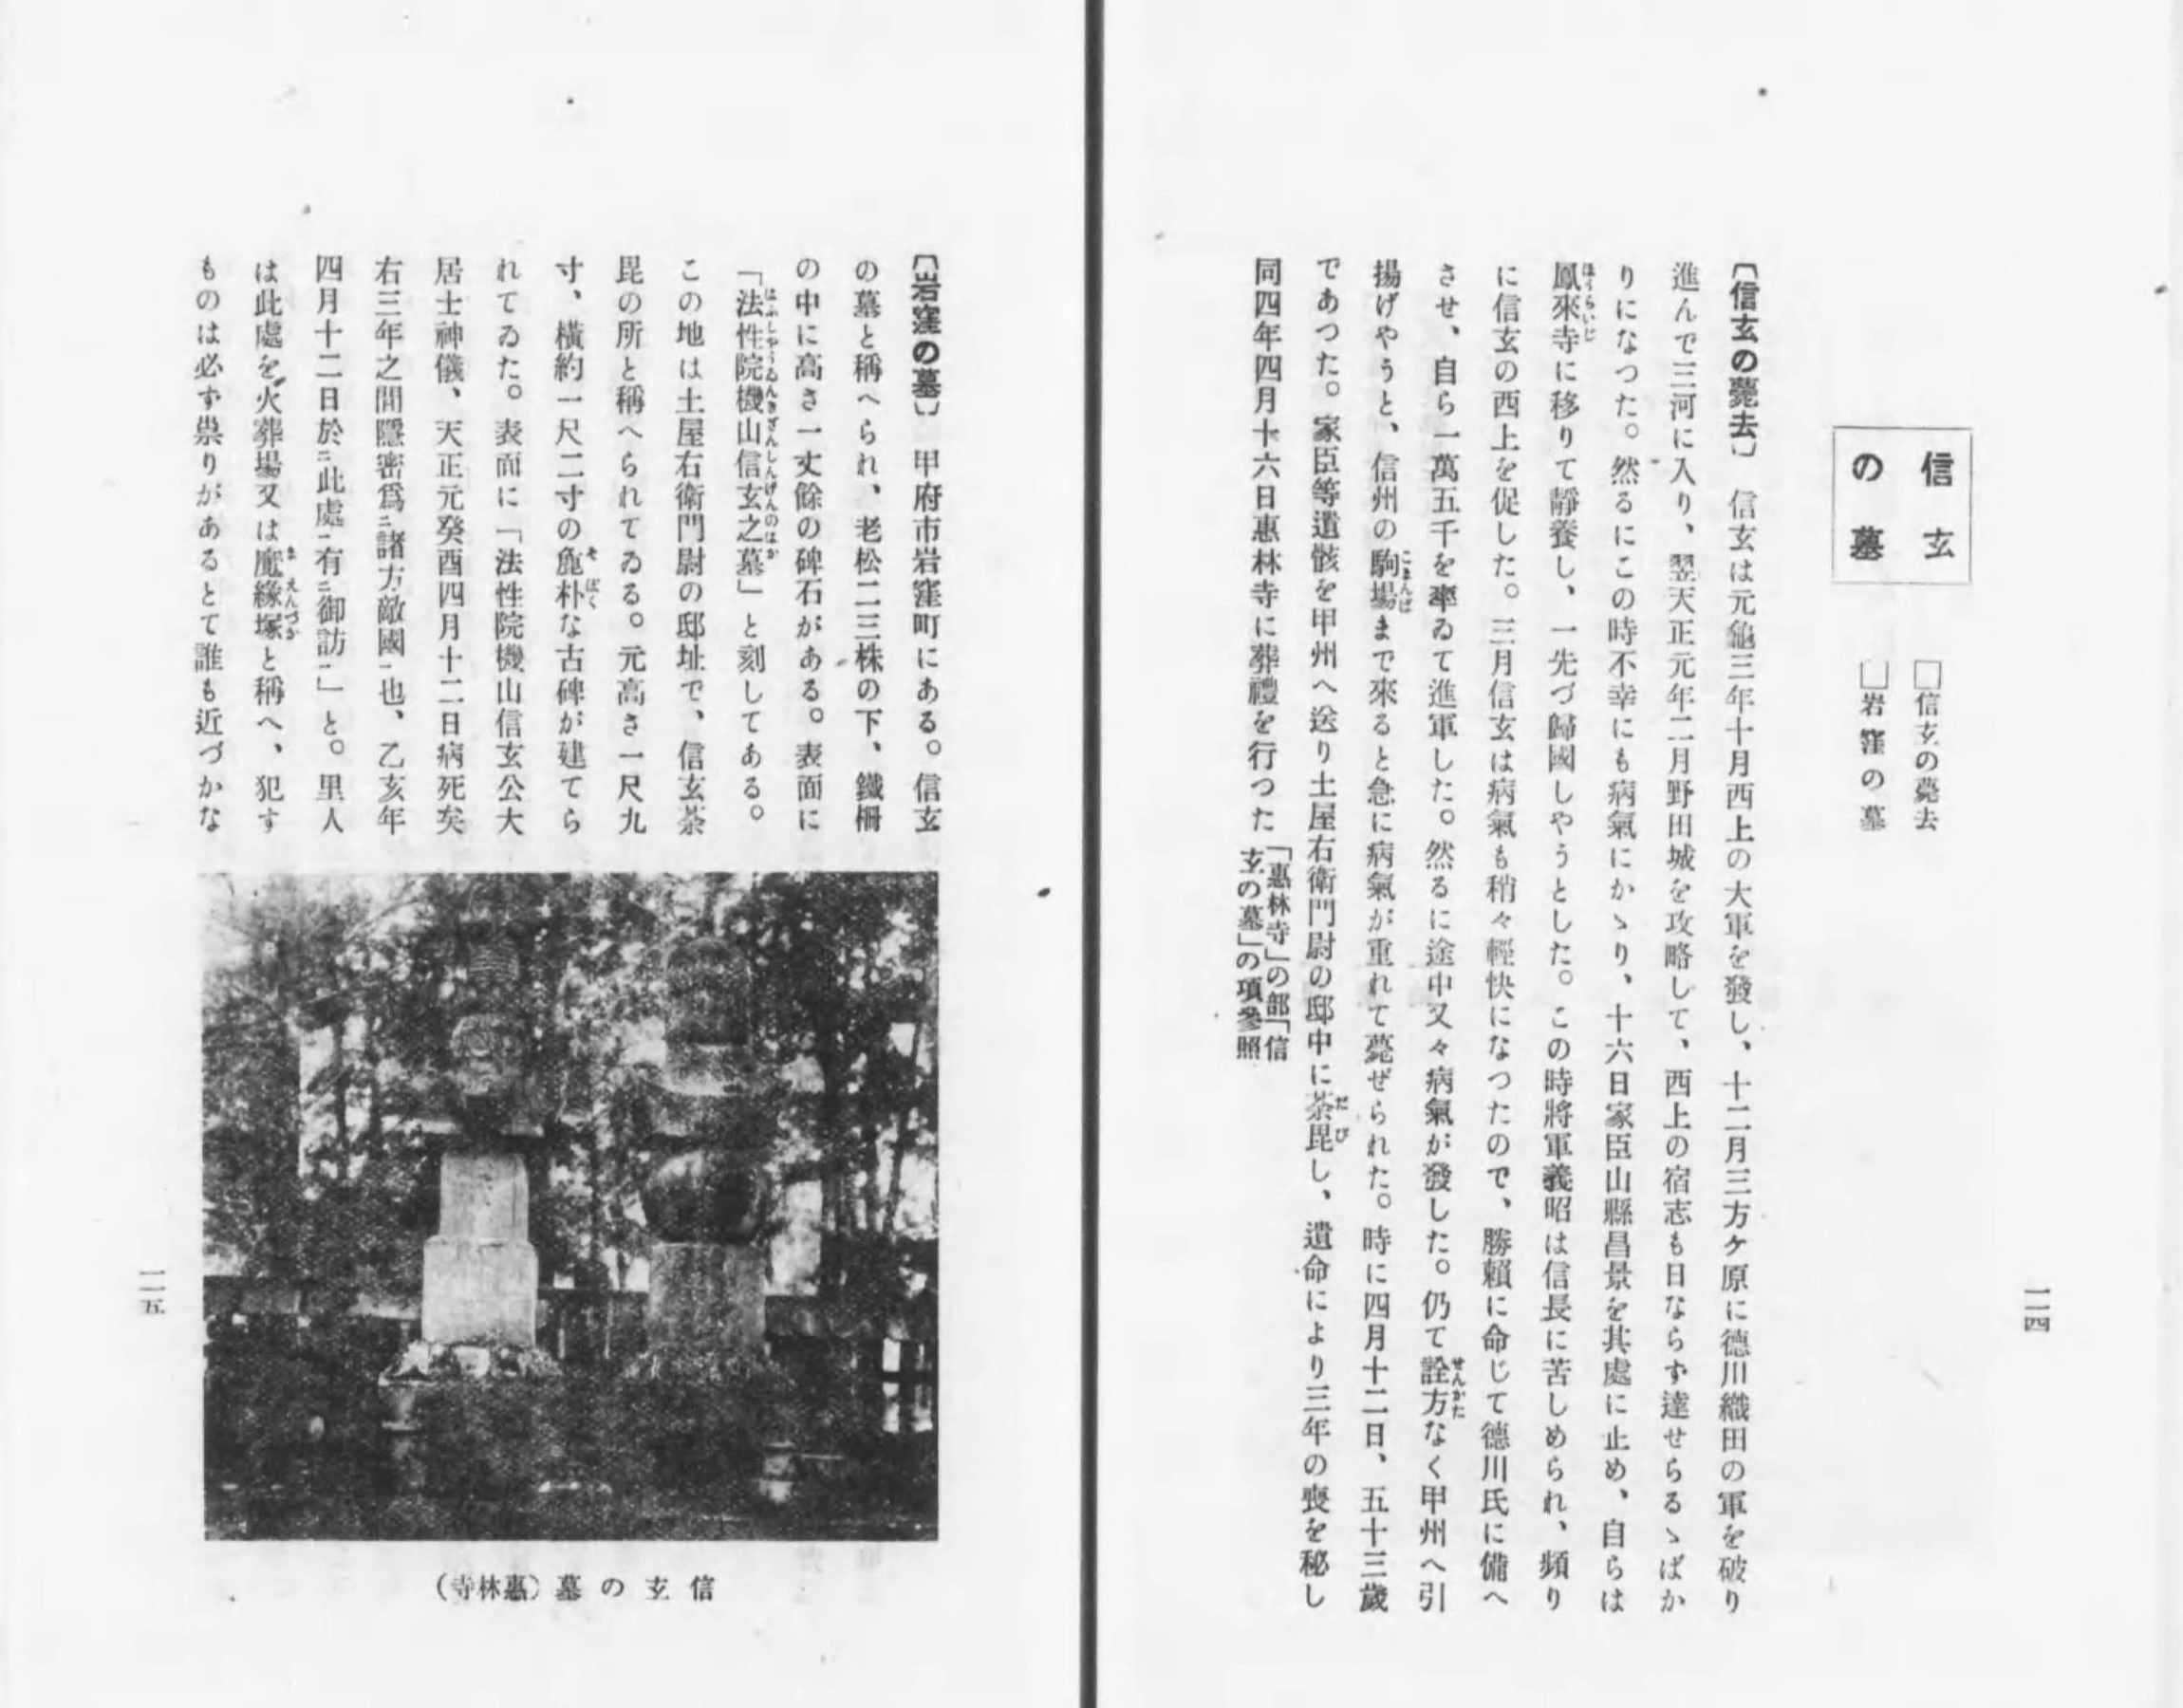 信玄
の墓
□信玄の薨去
□岩窪の墓
〔信玄の薨去〕 信玄は元龜三年十月西上の大軍を發し、十二月三方ケ原に德川織田の軍を破り
進んで三河に入り、翌天正元年二月野田城を攻略して、西上の宿志も日ならず達せらるゝばか
りになつた。然るにこの時不幸にも病氣にかゝり、十六日家臣山縣昌景を其處に止め、自らは
鳳來寺に移りて靜養し、一先づ歸國しやうとした。この時將軍義昭は信長に苦しめられ、頻り
に信玄の西上を促した。三月信玄は病氣も稍々輕快になつたので、勝賴に命じて德川氏に備へ
させ、自ら一萬五千を率ゐて進軍した。然るに途中又々病氣が發した。仍て詮方なく甲州へ引
揚げやうと、信州の駒場まで來ると急に病氣が重れて薨ぜられた。時に四月十二日、五十三歲
であつた。家臣等遺骸を甲州へ送り土屋右衞門尉の邸中に茶毘し、遺命により三年の喪を秘し
同四年四月十六日惠林寺に葬禮を行つた
「惠林寺」の部「信
玄の墓」の項參照
一一四
〔岩窪の墓〕 甲府市岩窪町にある。信玄
の墓と稱へられ、老松二三株の下、鐵柵
の中に高さ一丈餘の碑石がある。表面に
「法性院機山信玄之墓」と刻してある。
この地は土屋右衞門尉の邸址で、信玄茶
毘の所と稱へられてゐる。元高さ一尺九
寸、橫約一尺二寸の麁朴な古碑が建てら
れてゐた。表面に「法性院機山信玄公大
居士神儀、天正元癸酉四月十二日病死矣
右三年之間隱密爲㆓諸方敵國㆒也、乙亥年
四月十二日於㆓此處㆒有㆓御訪㆒」と。里人
は此處を火葬場又は魔緣塚と稱へ、犯す
ものは必ず祟りがあるとて誰も近づかな
信玄の墓(惠林寺)
一一五